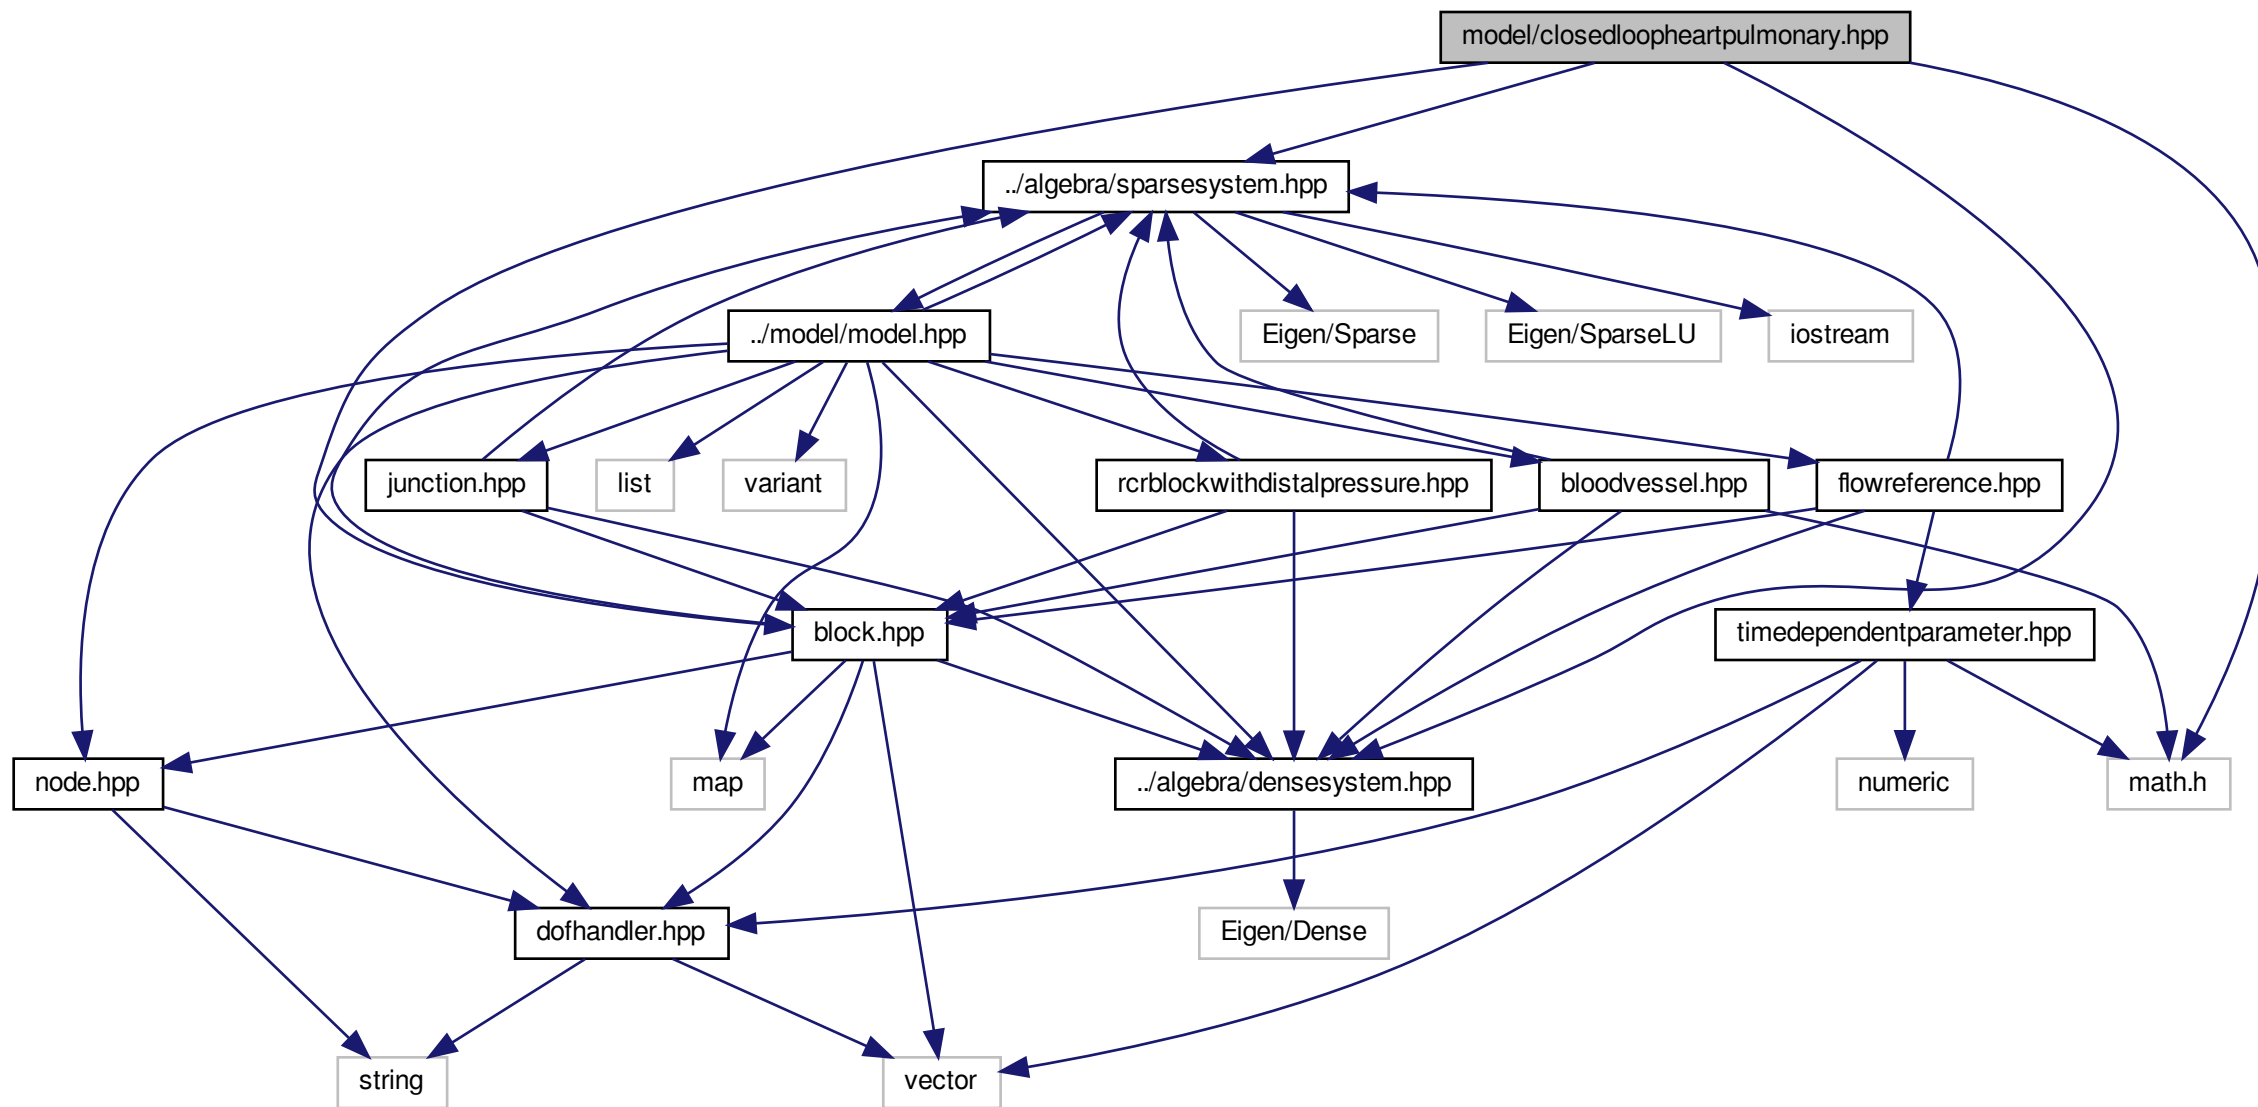 model/closedloopheartpulmonary.hpp
../algebra/sparsesystem.hpp
../model/model.hpp
Eigen/Sparse
Eigen/SparseLU
iostream
junction.hpp
list
variant
rcrblockwithdistalpressure.hpp
bloodvessel.hpp
flowreference.hpp
block.hpp
timedependentparameter.hpp
node.hpp
map
../algebra/densesystem.hpp
numeric
math.h
dofhandler.hpp
Eigen/Dense
string
vector